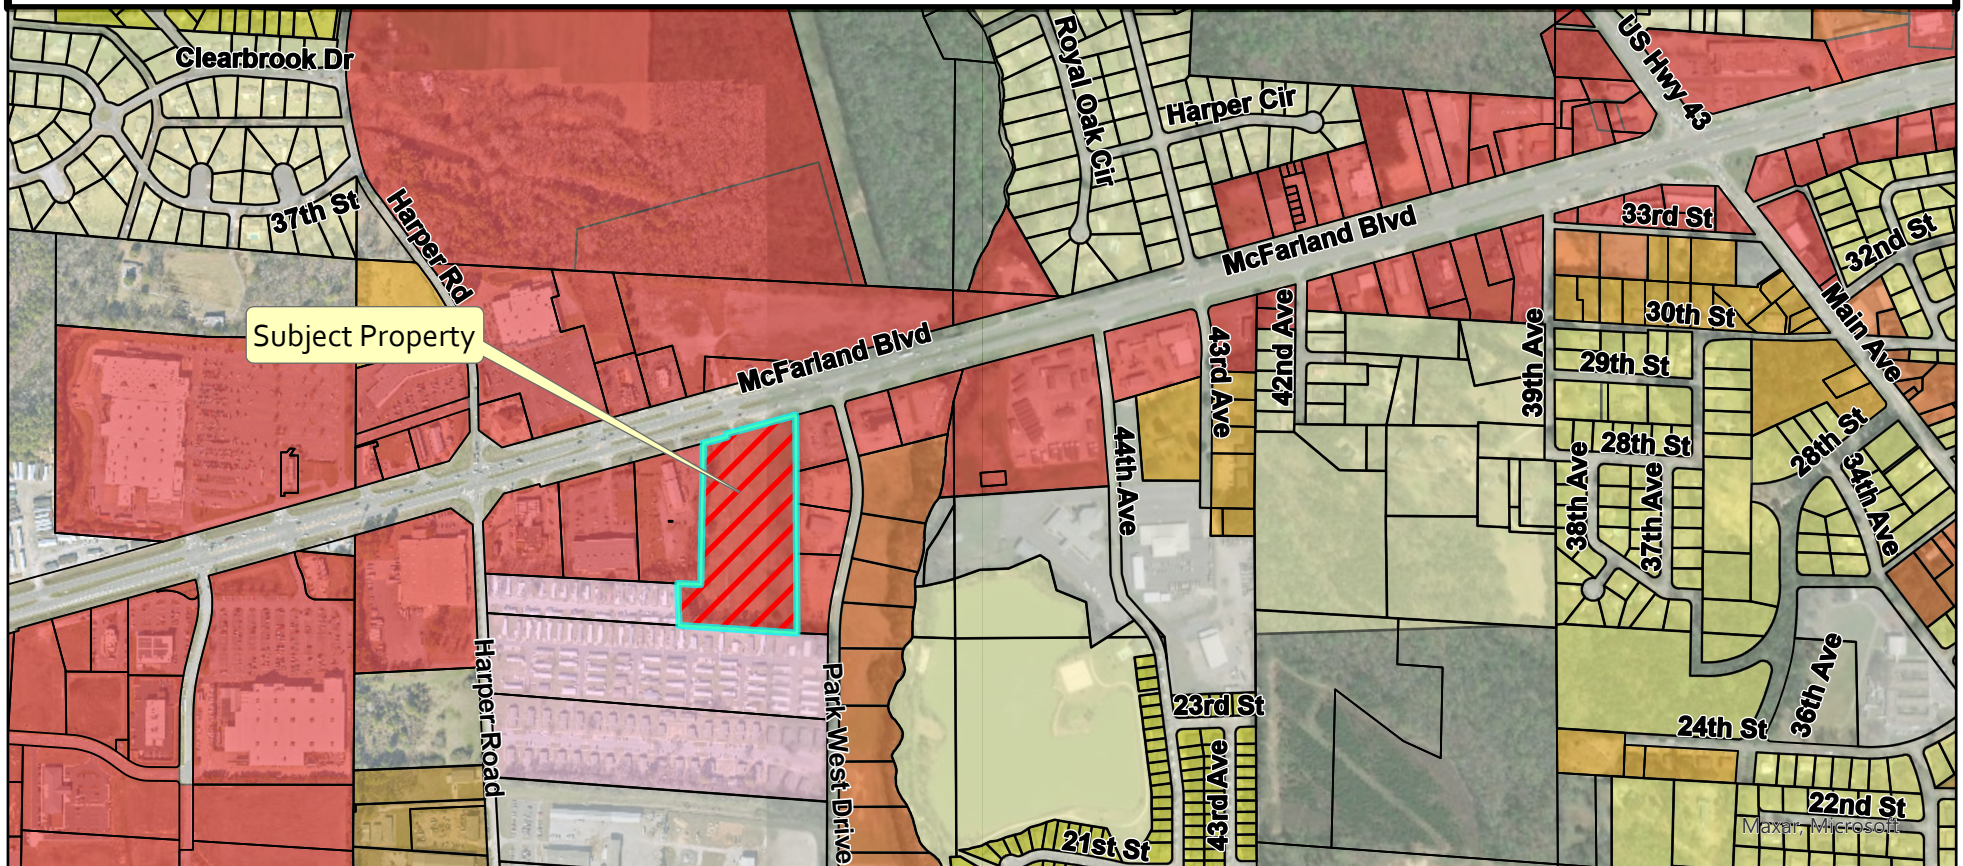 Clearbrook Dr
Royal Oak Cir
US Hwy 43
Harper Cir
37th St
Harper Rd
33rd St
McFarland Blvd
32nd St
30th St
Main Ave
Subject Property
McFarland Blvd
43rd Ave
42nd Ave
39th Ave
29th St
28th St
28th St
34th Ave
44th Ave
38th Ave
37th Ave
Harper Road
Park West Drive
23rd St
36th Ave
24th St
43rd Ave
22nd St
Maxar, Microsoft
21st St